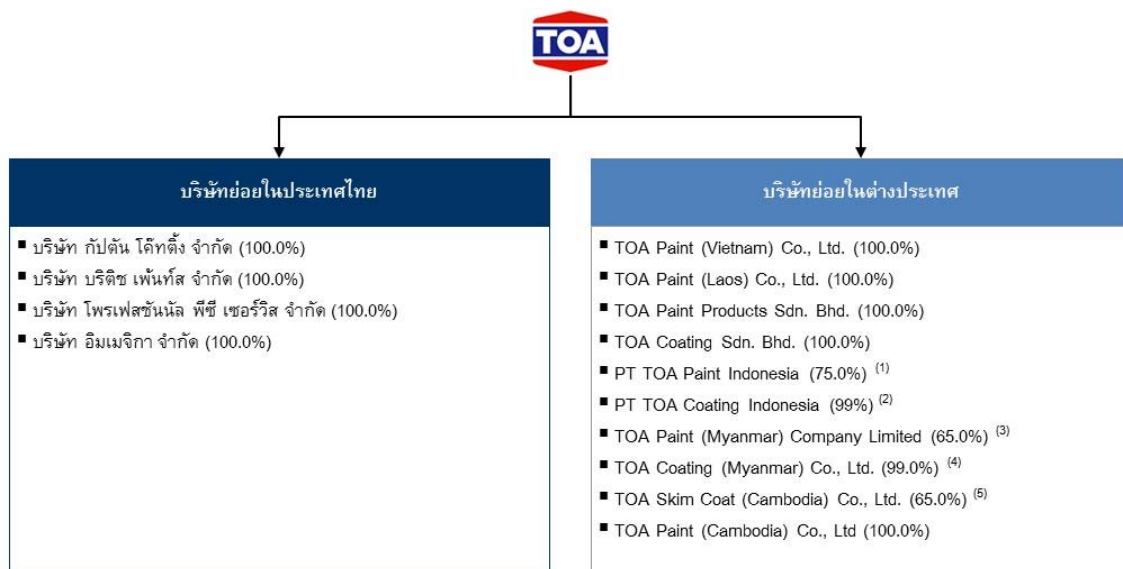 TOA
บริษัทย่อยในประเทศไทย
▪ บริษัท กัปตัน โค๊ทติ้ง จำกัด (100.0%)
▪ บริษัท บริติช เพ้นท์ส จำกัด (100.0%)
▪ บริษัท โพรเฟสชันนัล พีซี เซอร์วิส จำกัด (100.0%)
▪ บริษัท อิมเมจิกา จำกัด (100.0%)
บริษัทย่อยในต่างประเทศ
▪ TOA Paint (Vietnam) Co., Ltd. (100.0%)
▪ TOA Paint (Laos) Co., Ltd. (100.0%)
▪ TOA Paint Products Sdn. Bhd. (100.0%)
▪ TOA Coating Sdn. Bhd. (100.0%)
▪ PT TOA Paint Indonesia (75.0%) (1)
▪ PT TOA Coating Indonesia (99%) (2)
▪ TOA Paint (Myanmar) Company Limited (65.0%) (3)
▪ TOA Coating (Myanmar) Co., Ltd. (99.0%) (4)
▪ TOA Skim Coat (Cambodia) Co., Ltd. (65.0%) (5)
▪ TOA Paint (Cambodia) Co., Ltd (100.0%)